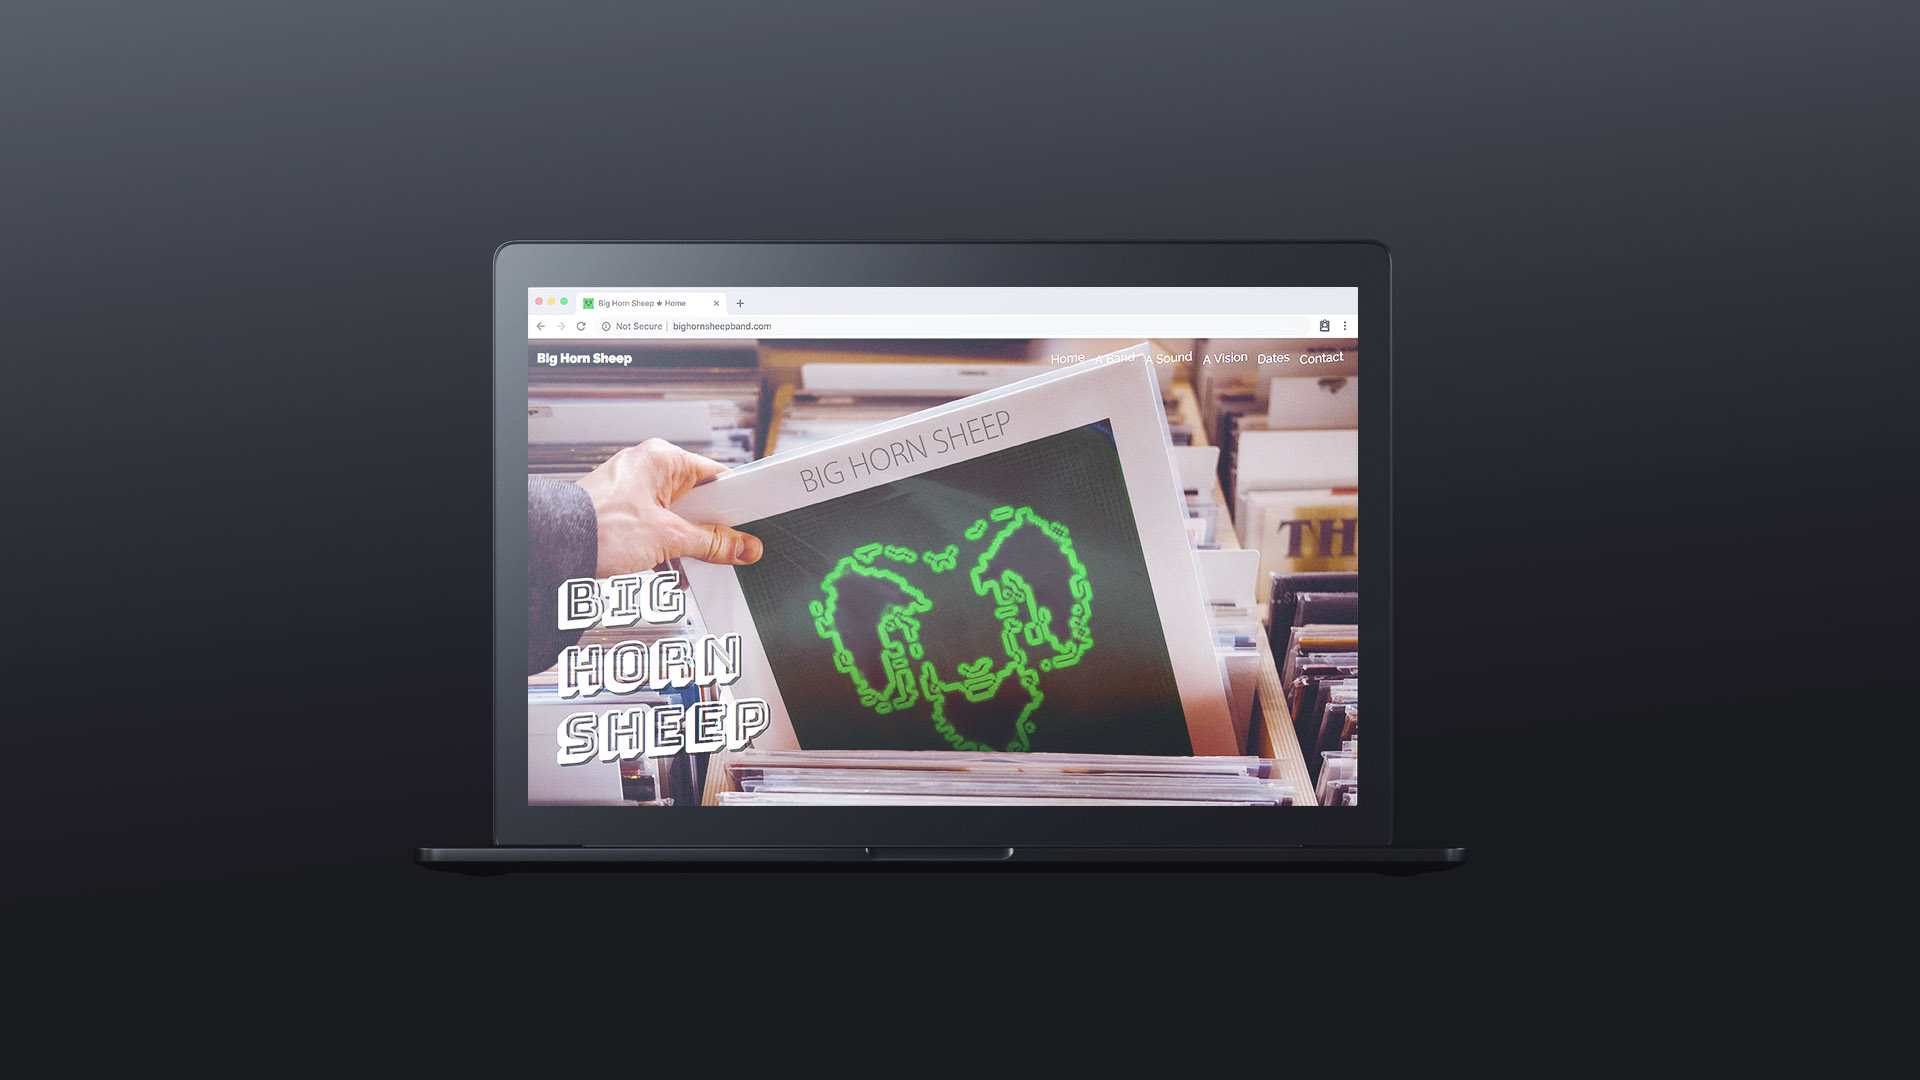 Big Horn Sheep ★ Home
Not Secure | bighornsheepband.com
Big Horn Sheep
Home A Band A Sound A Vision Dates Contact
BIG HORN SHEEP
TH
BIG
HORN
SHEEP